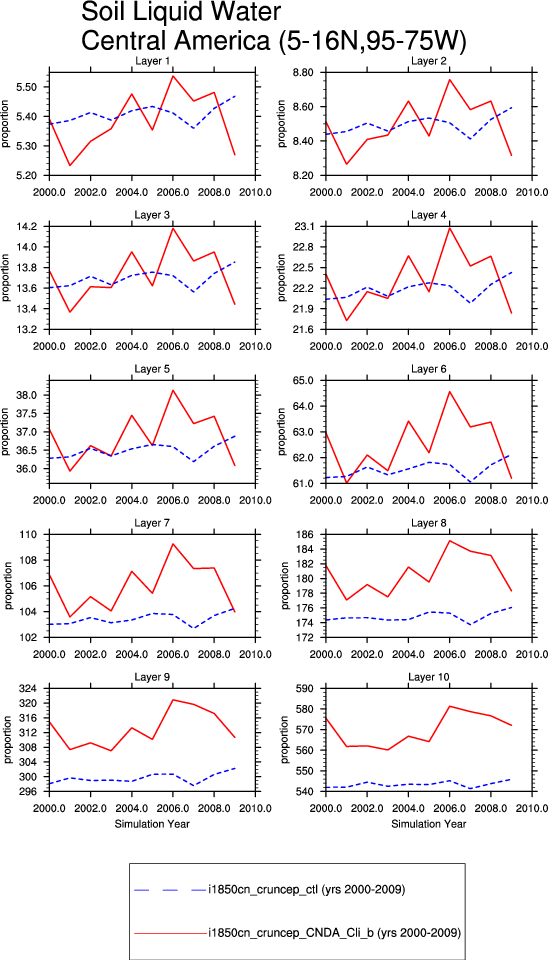 Soil Liquid Water
Central America (5-16N,95-75W)
Layer 1
proportion
5.50
5.40
5.30
5.20
2000.0 2002.0 2004.0 2006.0 2008.0 2010.0
Layer 2
proportion
8.80
8.60
8.40
8.20
2000.0 2002.0 2004.0 2006.0 2008.0 2010.0
Layer 3
proportion
14.2
14.0
13.8
13.6
13.4
13.2
2000.0 2002.0 2004.0 2006.0 2008.0 2010.0
Layer 4
proportion
23.1
22.8
22.5
22.2
21.9
21.6
2000.0 2002.0 2004.0 2006.0 2008.0 2010.0
Layer 5
proportion
38.0
37.5
37.0
36.5
36.0
2000.0 2002.0 2004.0 2006.0 2008.0 2010.0
Layer 6
proportion
65.0
64.0
63.0
62.0
61.0
2000.0 2002.0 2004.0 2006.0 2008.0 2010.0
Layer 7
proportion
110
108
106
104
102
2000.0 2002.0 2004.0 2006.0 2008.0 2010.0
Layer 8
proportion
186
184
182
180
178
176
174
172
2000.0 2002.0 2004.0 2006.0 2008.0 2010.0
Layer 9
proportion
324
320
316
312
308
304
300
296
2000.0 2002.0 2004.0 2006.0 2008.0 2010.0
Simulation Year
Layer 10
proportion
590
580
570
560
550
540
2000.0 2002.0 2004.0 2006.0 2008.0 2010.0
Simulation Year
i1850cn_cruncep_ctl (yrs 2000-2009)
i1850cn_cruncep_CNDA_Cli_b (yrs 2000-2009)